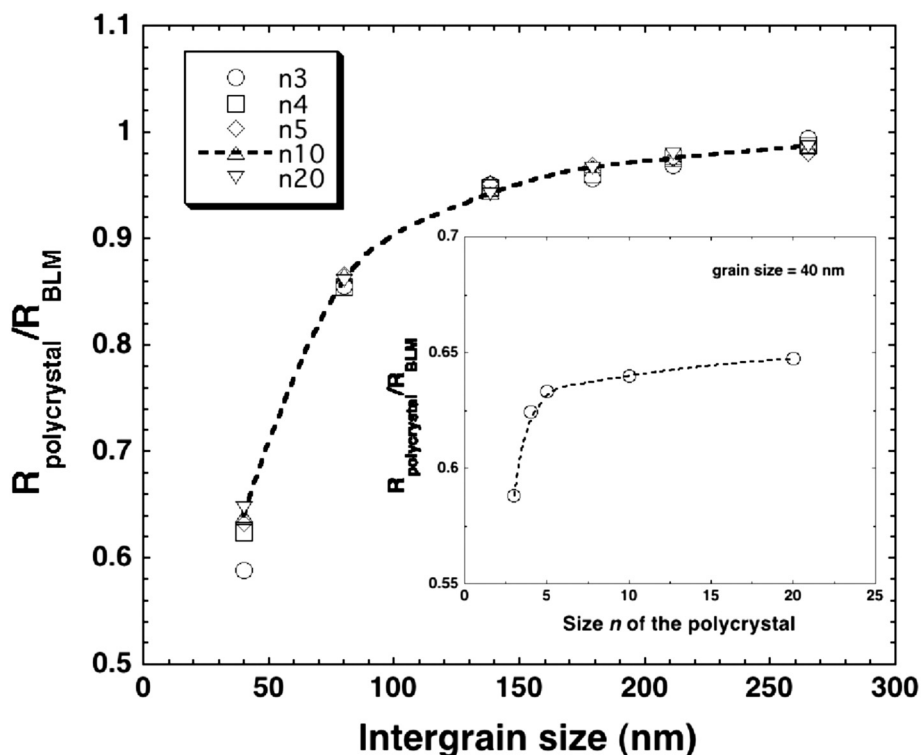 1.1
1
0.9
0.8
0.7
0.6
0.5
R polycrystal/R BLM
n3
n4
n5
n10
n20
0.7
0.65
0.6
0.55
R polycrystal/R BLM
grain size = 40 nm
0 5 10 15 20 25
Size n of the polycrystal
0 50 100 150 200 250 300
Intergrain size (nm)